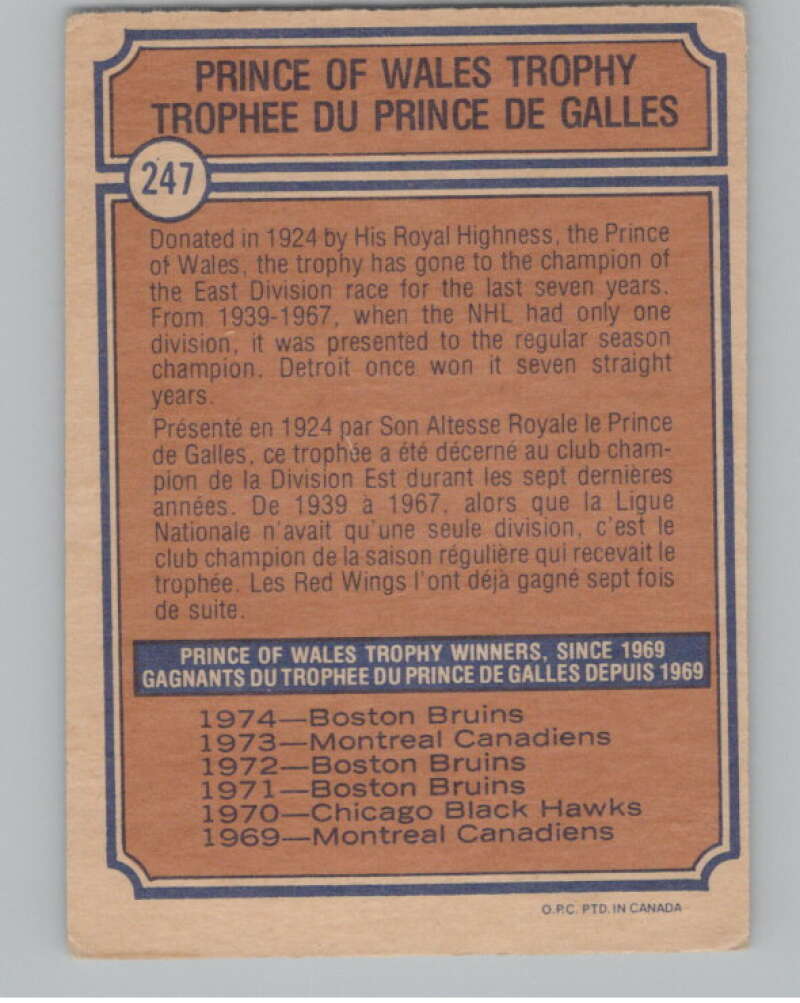 PRINCE OF WALES TROPHY
TROPHEE DU PRINCE DE GALLES
247
Donated in 1924 by His Royal Highness, the Prince
of Wales, the trophy has gone to the champion of
the East Division race for the last seven years.
From 1939-1967, when the NHL had only one
division, it was presented to the regular season
champion. Detroit once won it seven straight
years.
Présenté en 1924 par Son Altesse Royale le Prince
de Galles, ce trophée a été décerné au club cham-
pion de la Division Est durant les sept dernières
années. De 1939 à 1967, alors que la Ligue
Nationale n'avait qu'une seule division, c'est le
club champion de la saison régulière qui recevait le
trophée. Les Red Wings l'ont déjà gagné sept fois
de suite.
PRINCE OF WALES TROPHY WINNERS, SINCE 1969
GAGNANTS DU TROPHEE DU PRINCE DE GALLES DEPUIS 1969
1974—Boston Bruins
1973—Montreal Canadiens
1972—Boston Bruins
1971—Boston Bruins
1970—Chicago Black Hawks
1969—Montreal Canadiens
O.P.C. PTD. IN CANADA